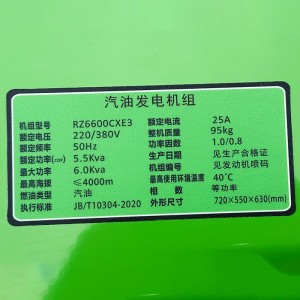 汽油发电机组
机组型号 RZ6600CXE3 额定电流 25A
额定电压 220/380V 整机质量 95kg
额定频率 50Hz 功率因数 1.0/0.8
额定功率(COP) 5.5Kva 生产日期 见生产合格证
最大功率 6.0Kva 机组编号 见发动机喷码
最高海拔 ≤4000m 最高使用环境温度 40℃
燃油类型 汽油 相数 等功率
执行标准 JB/T10304-2020 外形尺寸 720×550×630(mm)